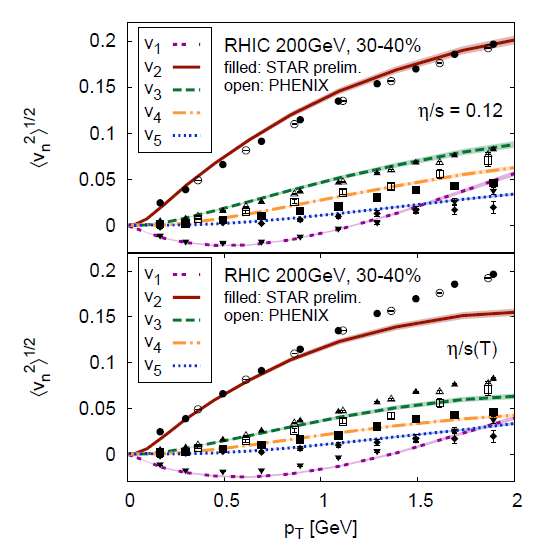 v1
v2
v3
v4
v5
RHIC 200GeV, 30-40%
filled: STAR prelim.
open: PHENIX
η/s = 0.12
⟨vn²⟩1/2
0.2
0.15
0.1
0.05
0
v1
v2
v3
v4
v5
RHIC 200GeV, 30-40%
filled: STAR prelim.
open: PHENIX
η/s(T)
⟨vn²⟩1/2
0.2
0.15
0.1
0.05
0
0 0.5 1 1.5 2
pT [GeV]